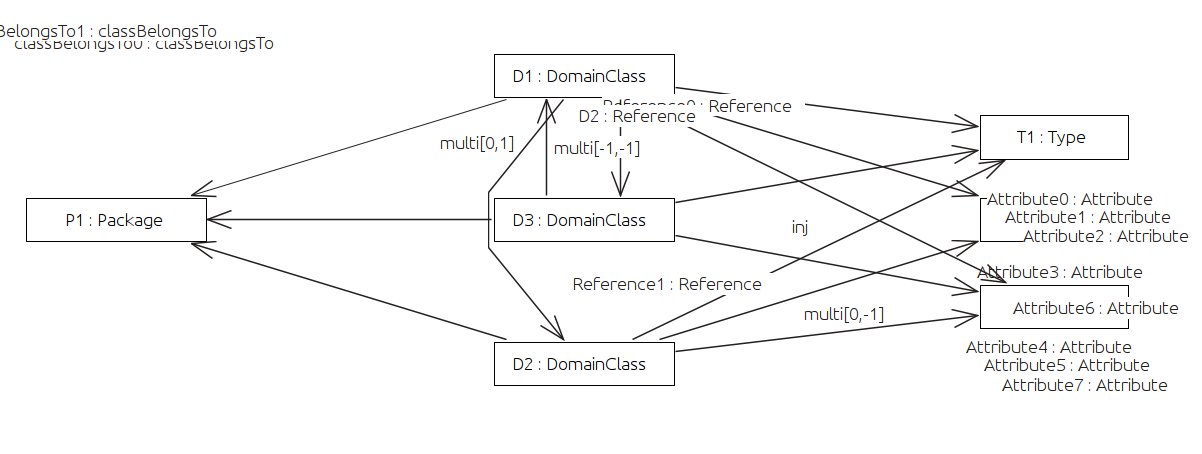 BelongsTo1 : classBelongsTo
classBelongsTo0 : classBelongsTo
D1 : DomainClass
Reference0 : Reference
D2 : Reference
multi[0,1]
multi[-1,-1]
T1 : Type
P1 : Package
D3 : DomainClass
Attribute0 : Attribute
Attribute1 : Attribute
Attribute2 : Attribute
inj
Attribute3 : Attribute
Reference1 : Reference
Attribute6 : Attribute
multi[0,-1]
Attribute4 : Attribute
Attribute5 : Attribute
Attribute7 : Attribute
D2 : DomainClass